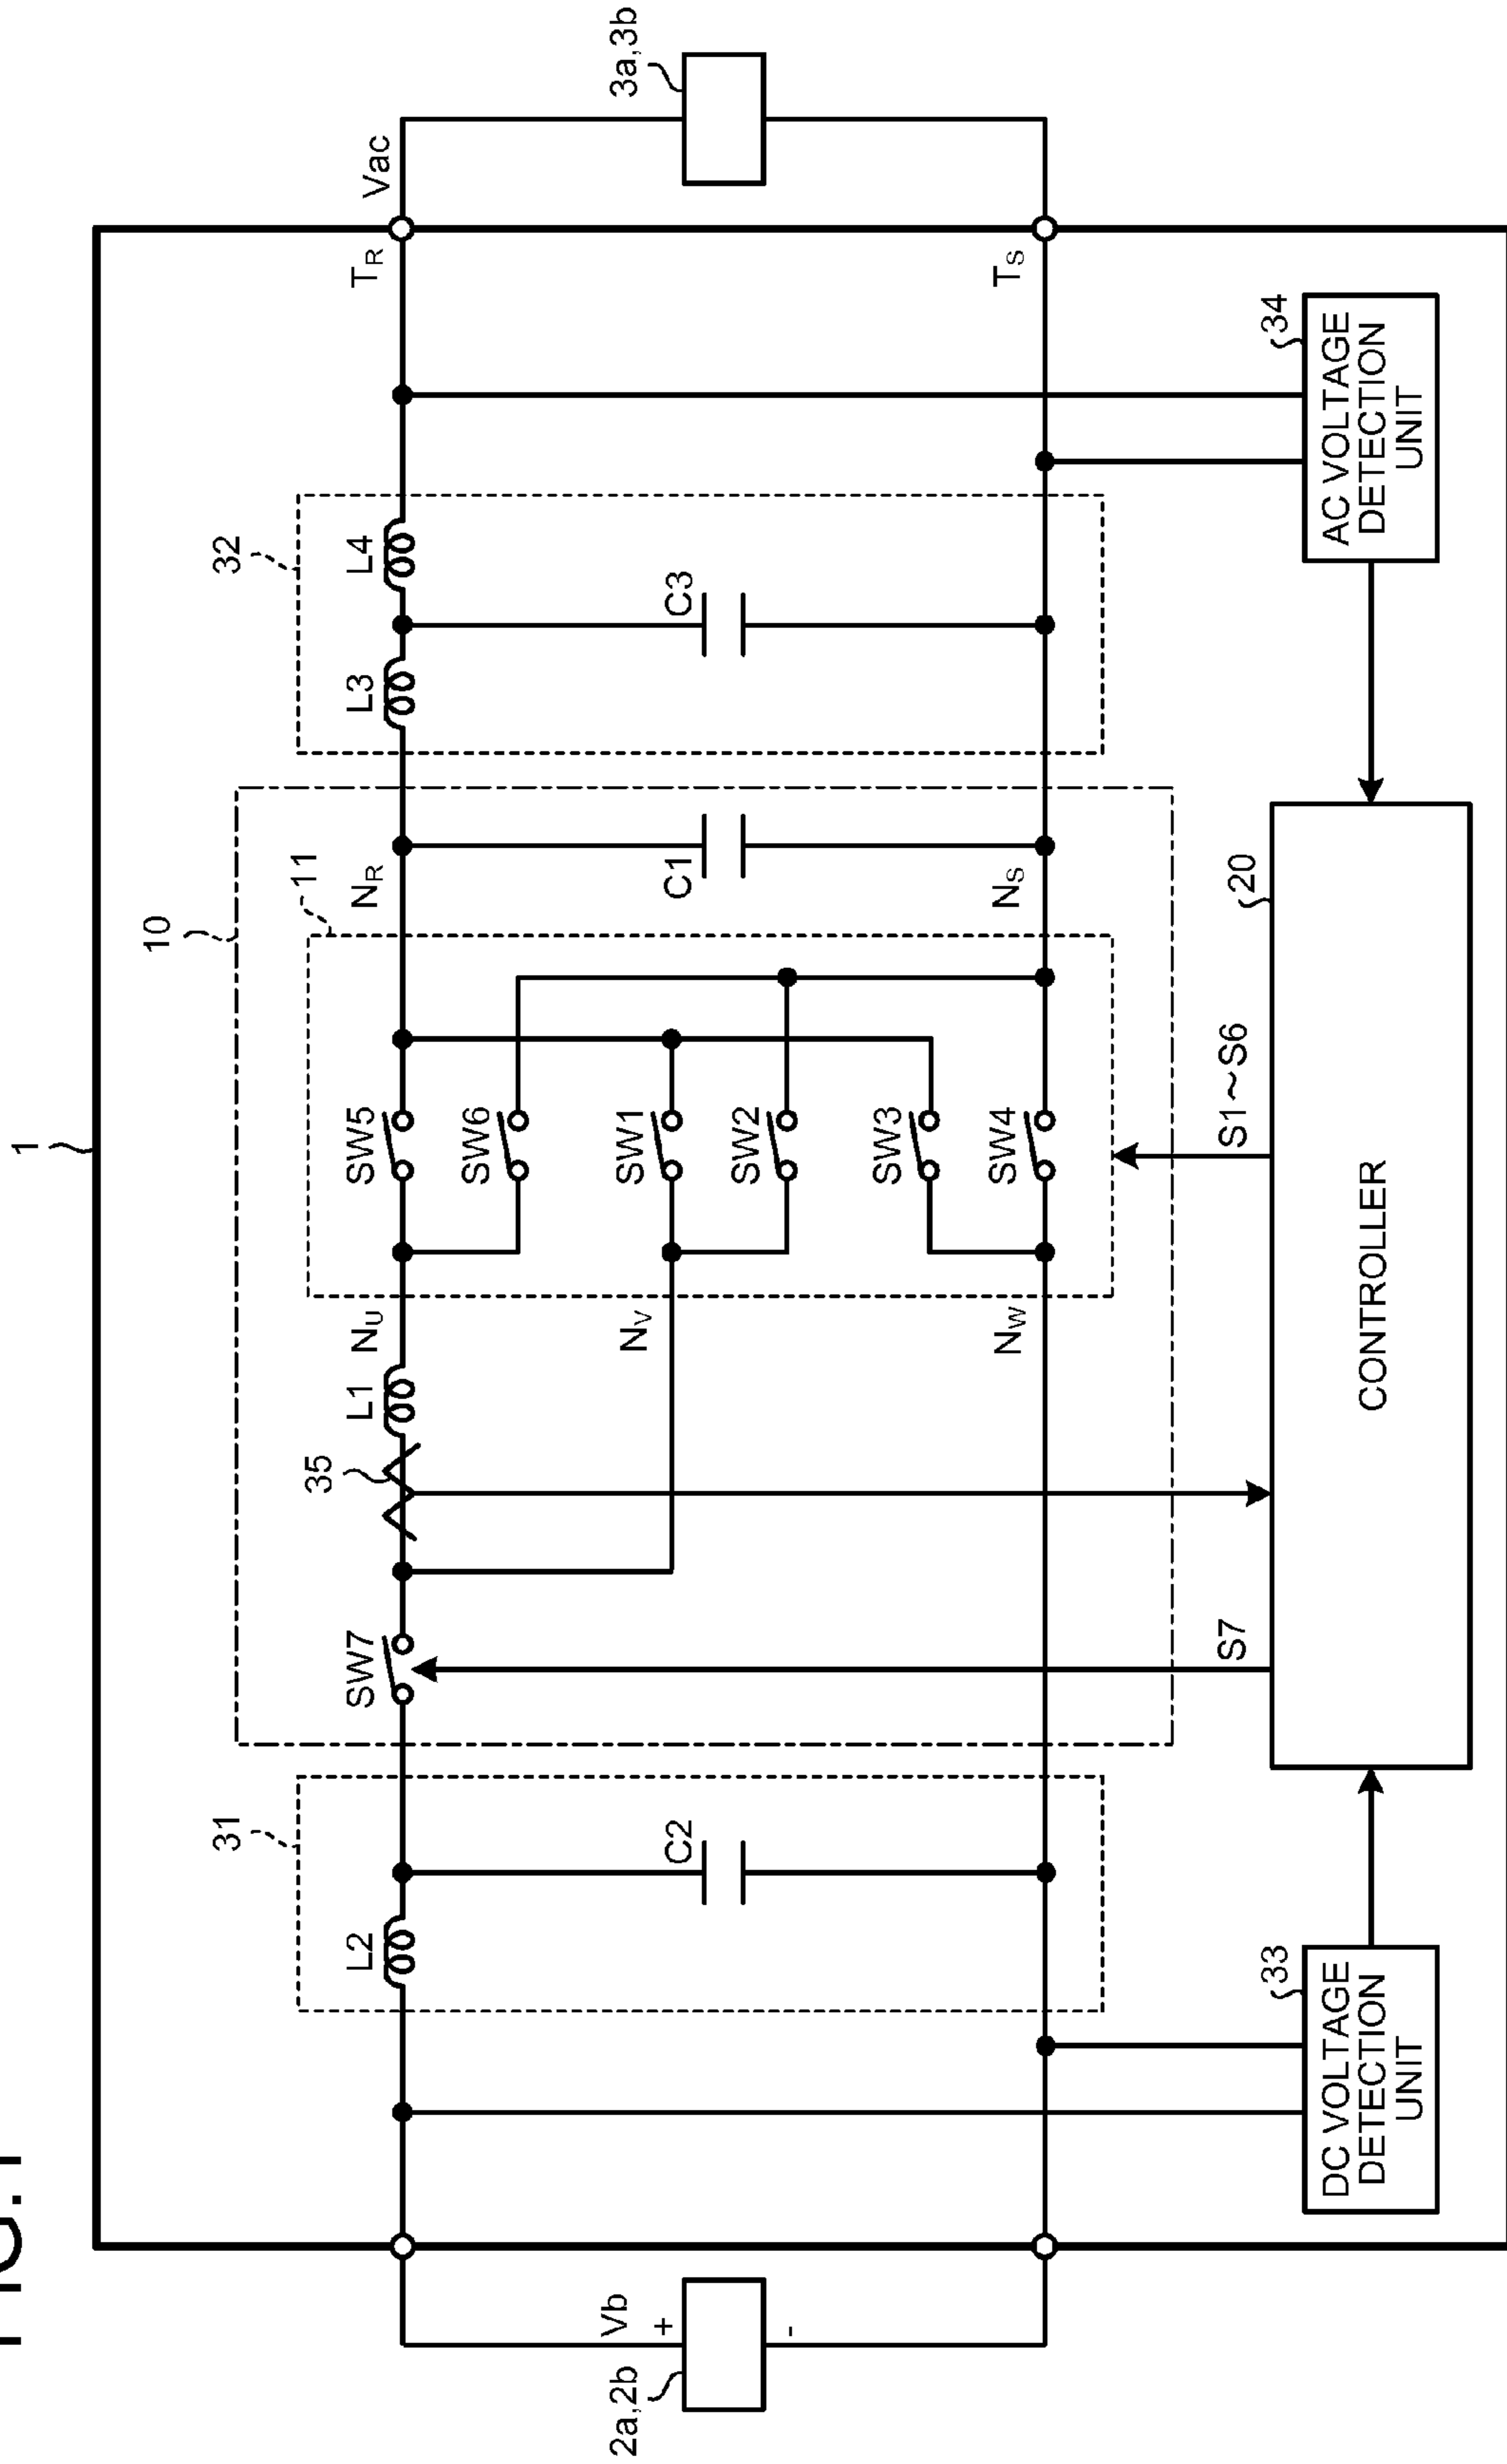 FIG.1
1
10
31
32
35
11
L2
SW7
L1
NU
SW5
NR
L3
L4
TR
Vac
SW6
Vb
+
-
2a,2b
C2
NV
SW1
SW2
C1
C3
3a,3b
SW3
NW
SW4
NS
TS
S7
S1~S6
33
20
34
DC VOLTAGE
DETECTION
UNIT
CONTROLLER
AC VOLTAGE
DETECTION
UNIT